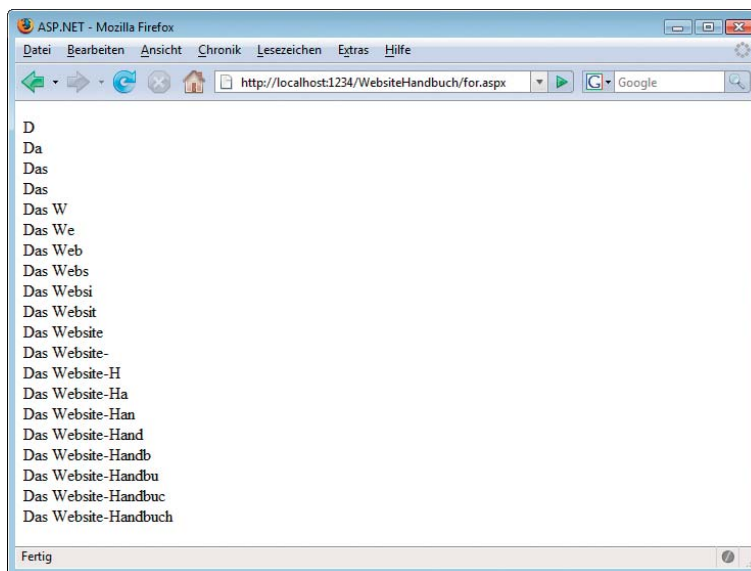 ASP.NET - Mozilla Firefox
Datei Bearbeiten Ansicht Chronik Lesezeichen Extras Hilfe
http://localhost:1234/WebsiteHandbuch/for.aspx G Google
D
Da
Das
Das
Das W
Das We
Das Web
Das Webs
Das Websi
Das Websit
Das Website
Das Website-
Das Website-H
Das Website-Ha
Das Website-Han
Das Website-Hand
Das Website-Handb
Das Website-Handbu
Das Website-Handbuc
Das Website-Handbuch
Fertig